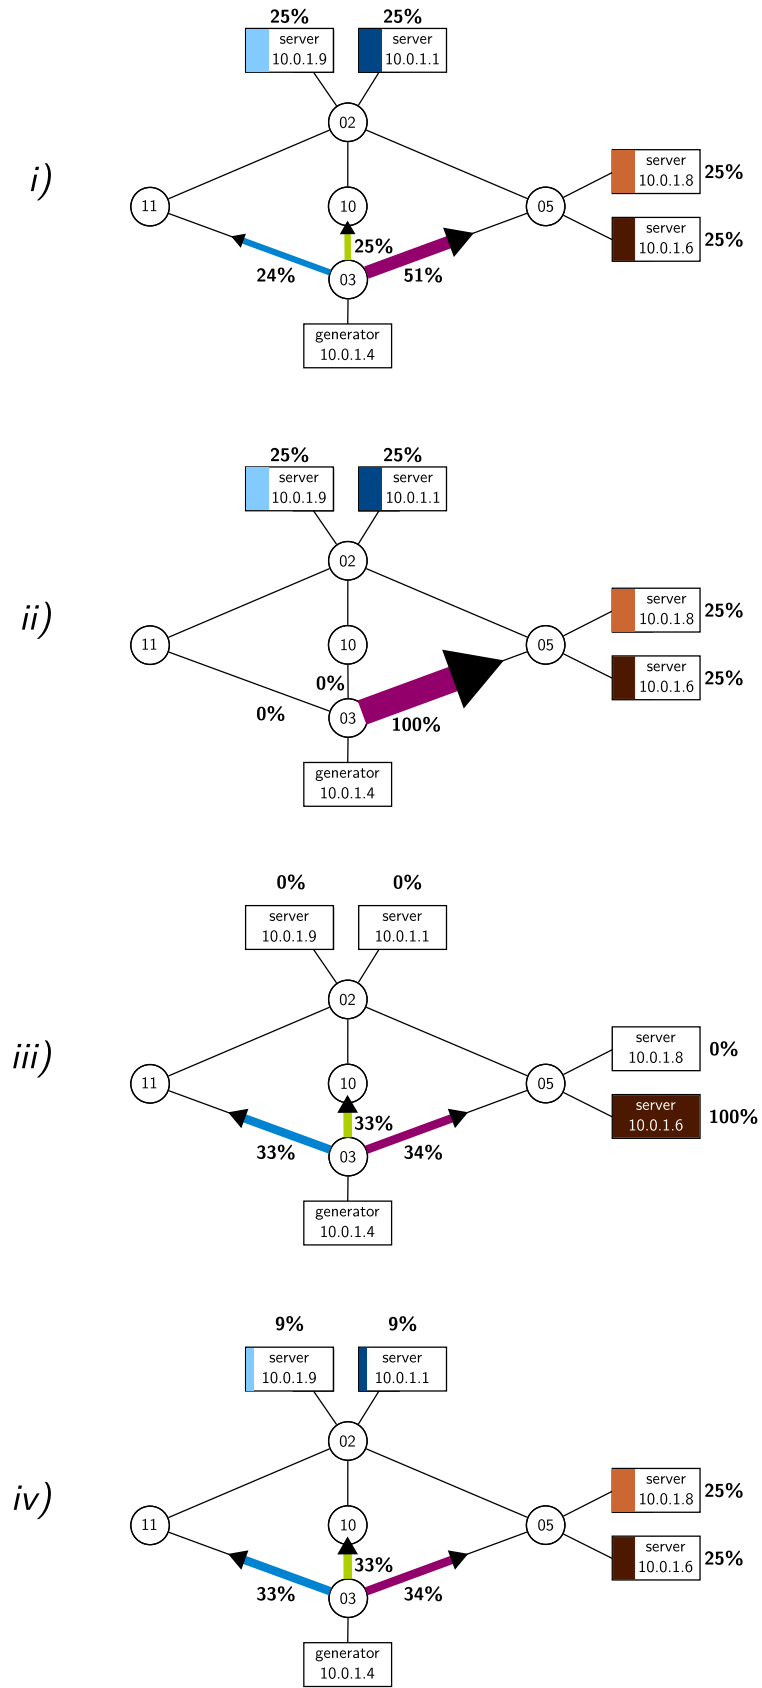 25% 25%
server server
10.0.1.9 10.0.1.1
02
i)
server
10.0.1.8 25%
11 10 05
server
10.0.1.6 25%
25%
24% 51%
03
generator
10.0.1.4
25% 25%
server server
10.0.1.9 10.0.1.1
02
ii)
server
10.0.1.8 25%
11 10 05
server
10.0.1.6 25%
0%
0% 100%
03
generator
10.0.1.4
0% 0%
server server
10.0.1.9 10.0.1.1
02
iii)
server
10.0.1.8 0%
11 10 05
server
10.0.1.6 100%
33%
33% 34%
03
generator
10.0.1.4
9% 9%
server server
10.0.1.9 10.0.1.1
02
iv)
server
10.0.1.8 25%
11 10 05
server
10.0.1.6 25%
33%
33% 34%
03
generator
10.0.1.4